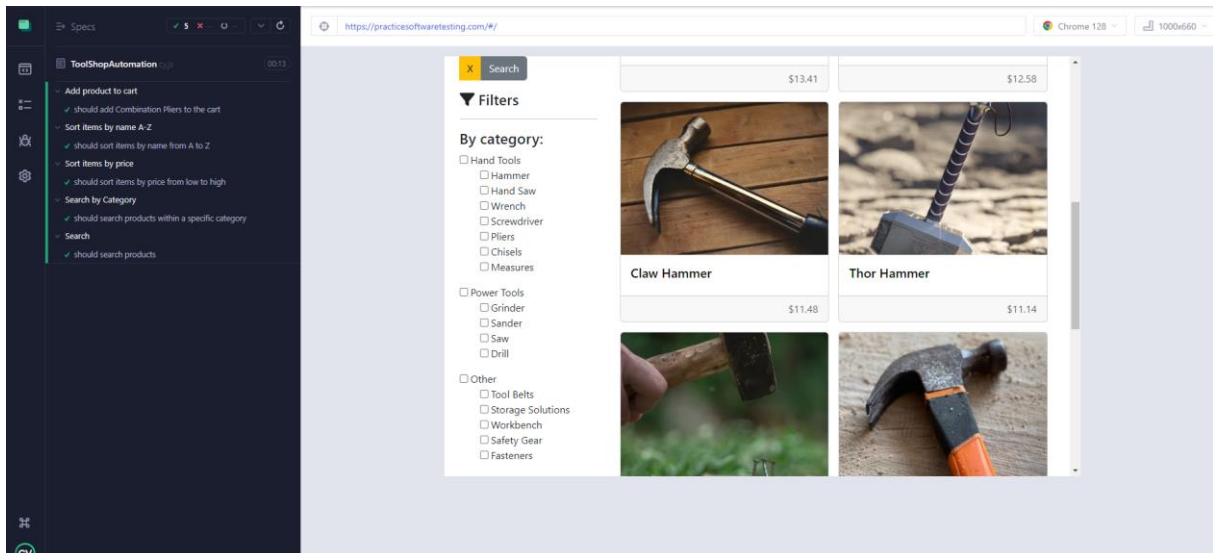 Specs
5
--
--
https://practicesoftwaretesting.com/#/
Chrome 128
1000x660
ToolShopAutomation
00:13
Add product to cart
should add Combination Pliers to the cart
Sort items by name A-Z
should sort items by name from A to Z
Sort items by price
should sort items by price from low to high
Search by Category
should search products within a specific category
Search
should search products
X
Search
Filters
By category:
Hand Tools
Hammer
Hand Saw
Wrench
Screwdriver
Pliers
Chisels
Measures
Power Tools
Grinder
Sander
Saw
Drill
Other
Tool Belts
Storage Solutions
Workbench
Safety Gear
Fasteners
$13.41
$12.58
Claw Hammer
Thor Hammer
$11.48
$11.14